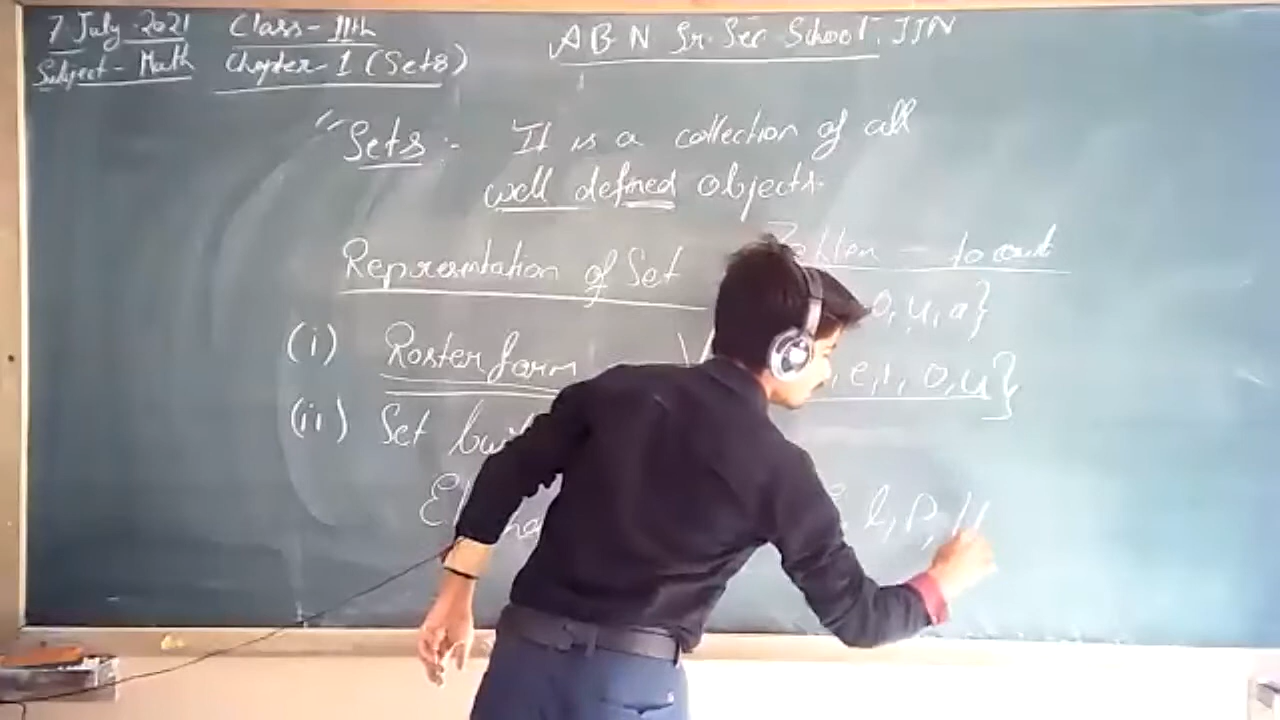 7 July 2021 Class - 11th A B N Sr. Sec School, JJN
Subject - Math Chapter - 1 (Sets)
"Sets :- It is a collection of all
well defined objects.
Representation of Set
(i) Roster form
(ii) Set
o, u, a}
, e, i, o, u}
l, p,